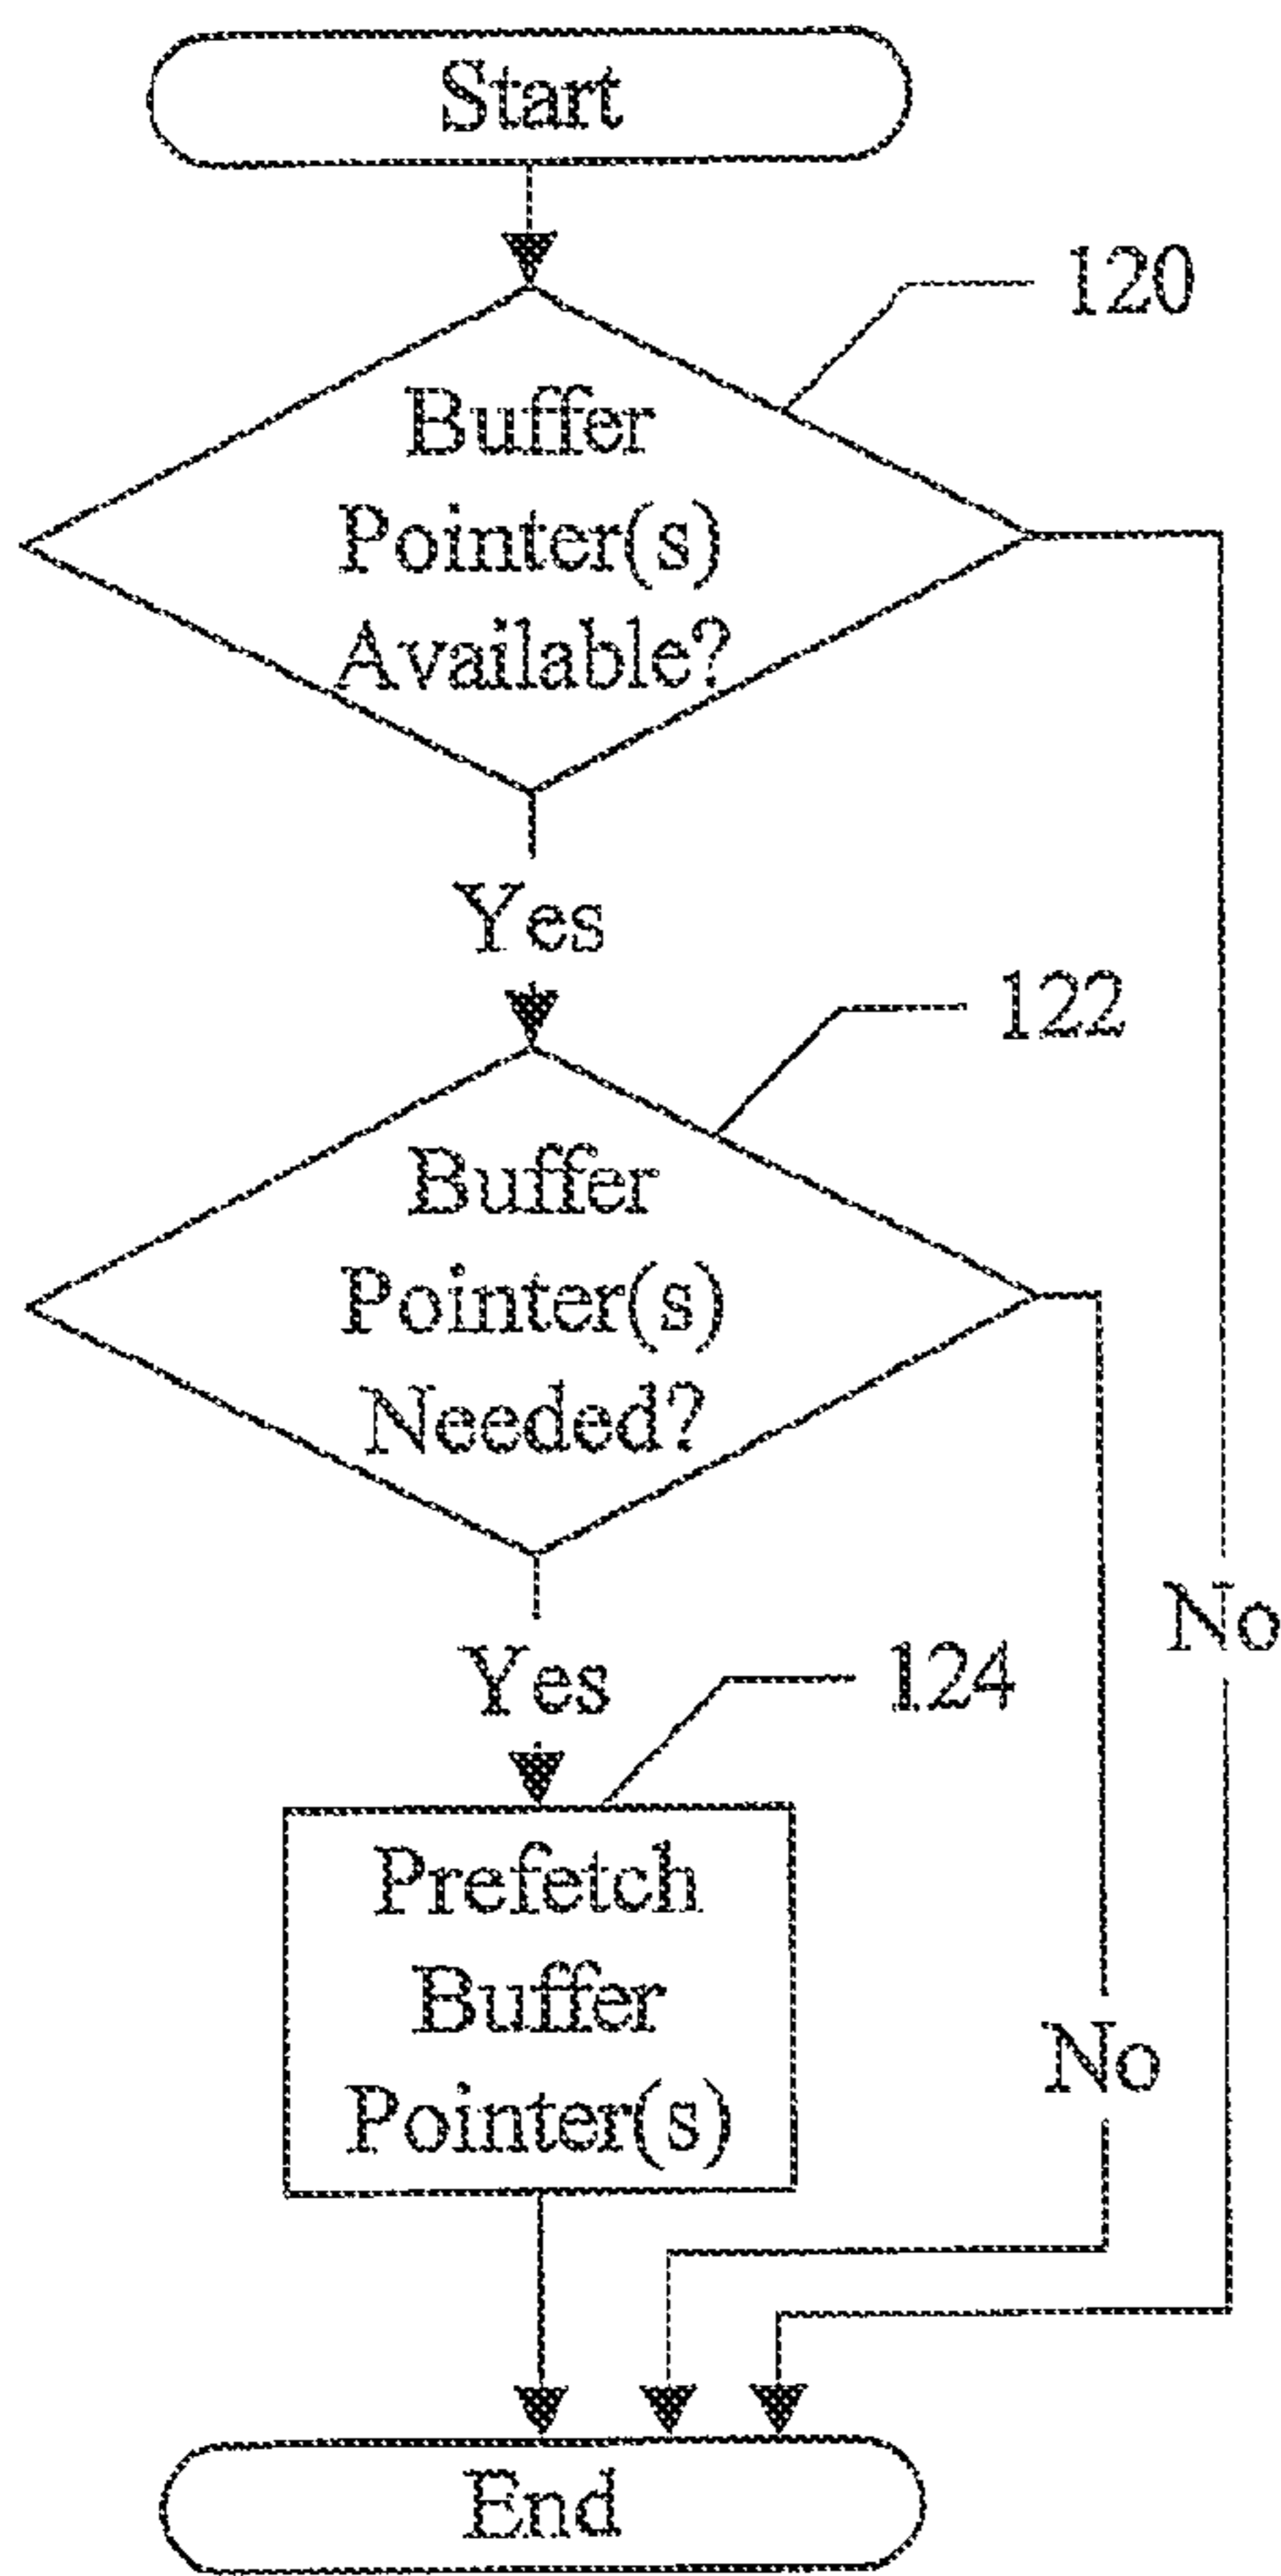 Start
120
Buffer
Pointer(s)
Available?
Yes
122
Buffer
Pointer(s)
Needed?
No
Yes
124
Prefetch
Buffer
Pointer(s)
No
End